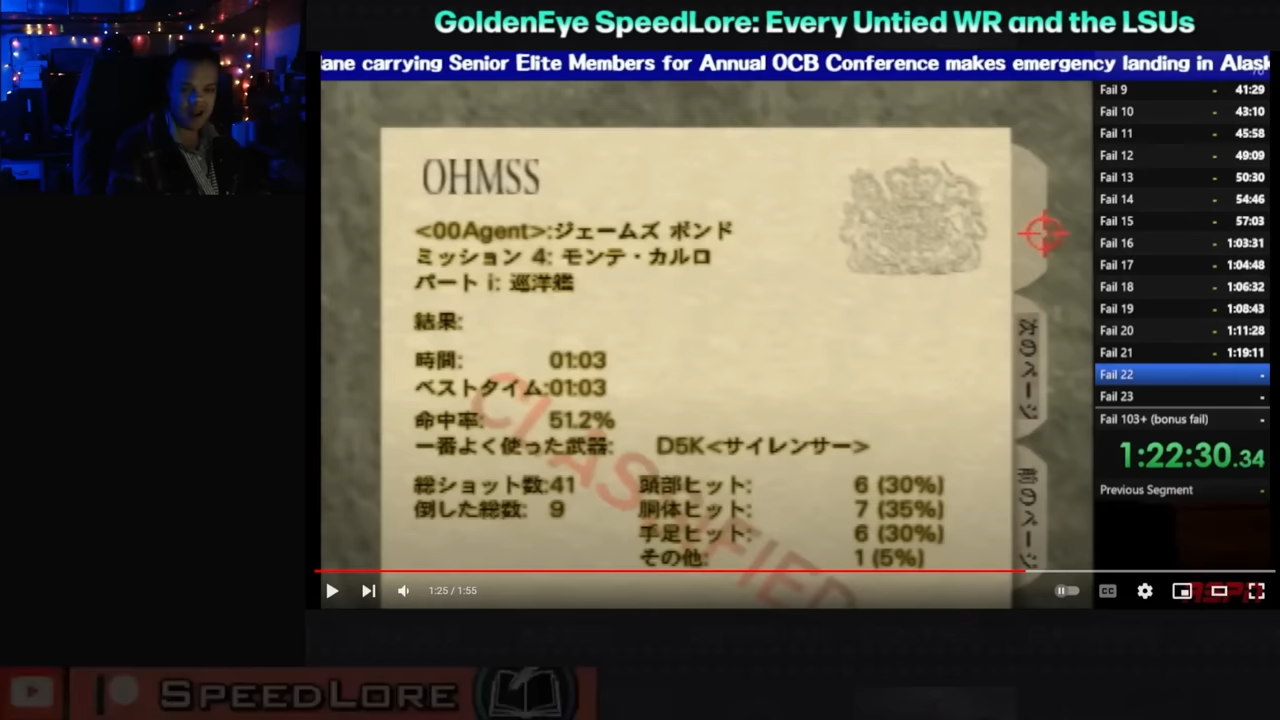 GoldenEye SpeedLore: Every Untied WR and the LSUs
lane carrying Senior Elite Members for Annual OCB Conference makes emergency landing in Alask
OHMSS
<00Agent>:ジェームズ ボンド
ミッション 4: モンテ・カルロ
パート i: 巡洋艦
結果:
時間: 01:03
ベストタイム:01:03
命中率: 51.2%
一番よく使った武器: D5K<サイレンサー>
総ショット数:41 頭部ヒット: 6 (30%)
倒した総数: 9 胴体ヒット: 7 (35%)
手足ヒット: 6 (30%)
その他: 1 (5%)
CLASSIFIED
次のページ
前のページ
Fail 9 - 41:29
Fail 10 - 43:10
Fail 11 - 45:58
Fail 12 - 49:09
Fail 13 - 50:30
Fail 14 - 54:46
Fail 15 - 57:03
Fail 16 - 1:03:31
Fail 17 - 1:04:48
Fail 18 - 1:06:32
Fail 19 - 1:08:43
Fail 20 - 1:11:28
Fail 21 - 1:19:11
Fail 22 -
Fail 23 -
Fail 103+ (bonus fail) -
1:22:30.34
Previous Segment -
1:25 / 1:55
CC
SPEEDLORE